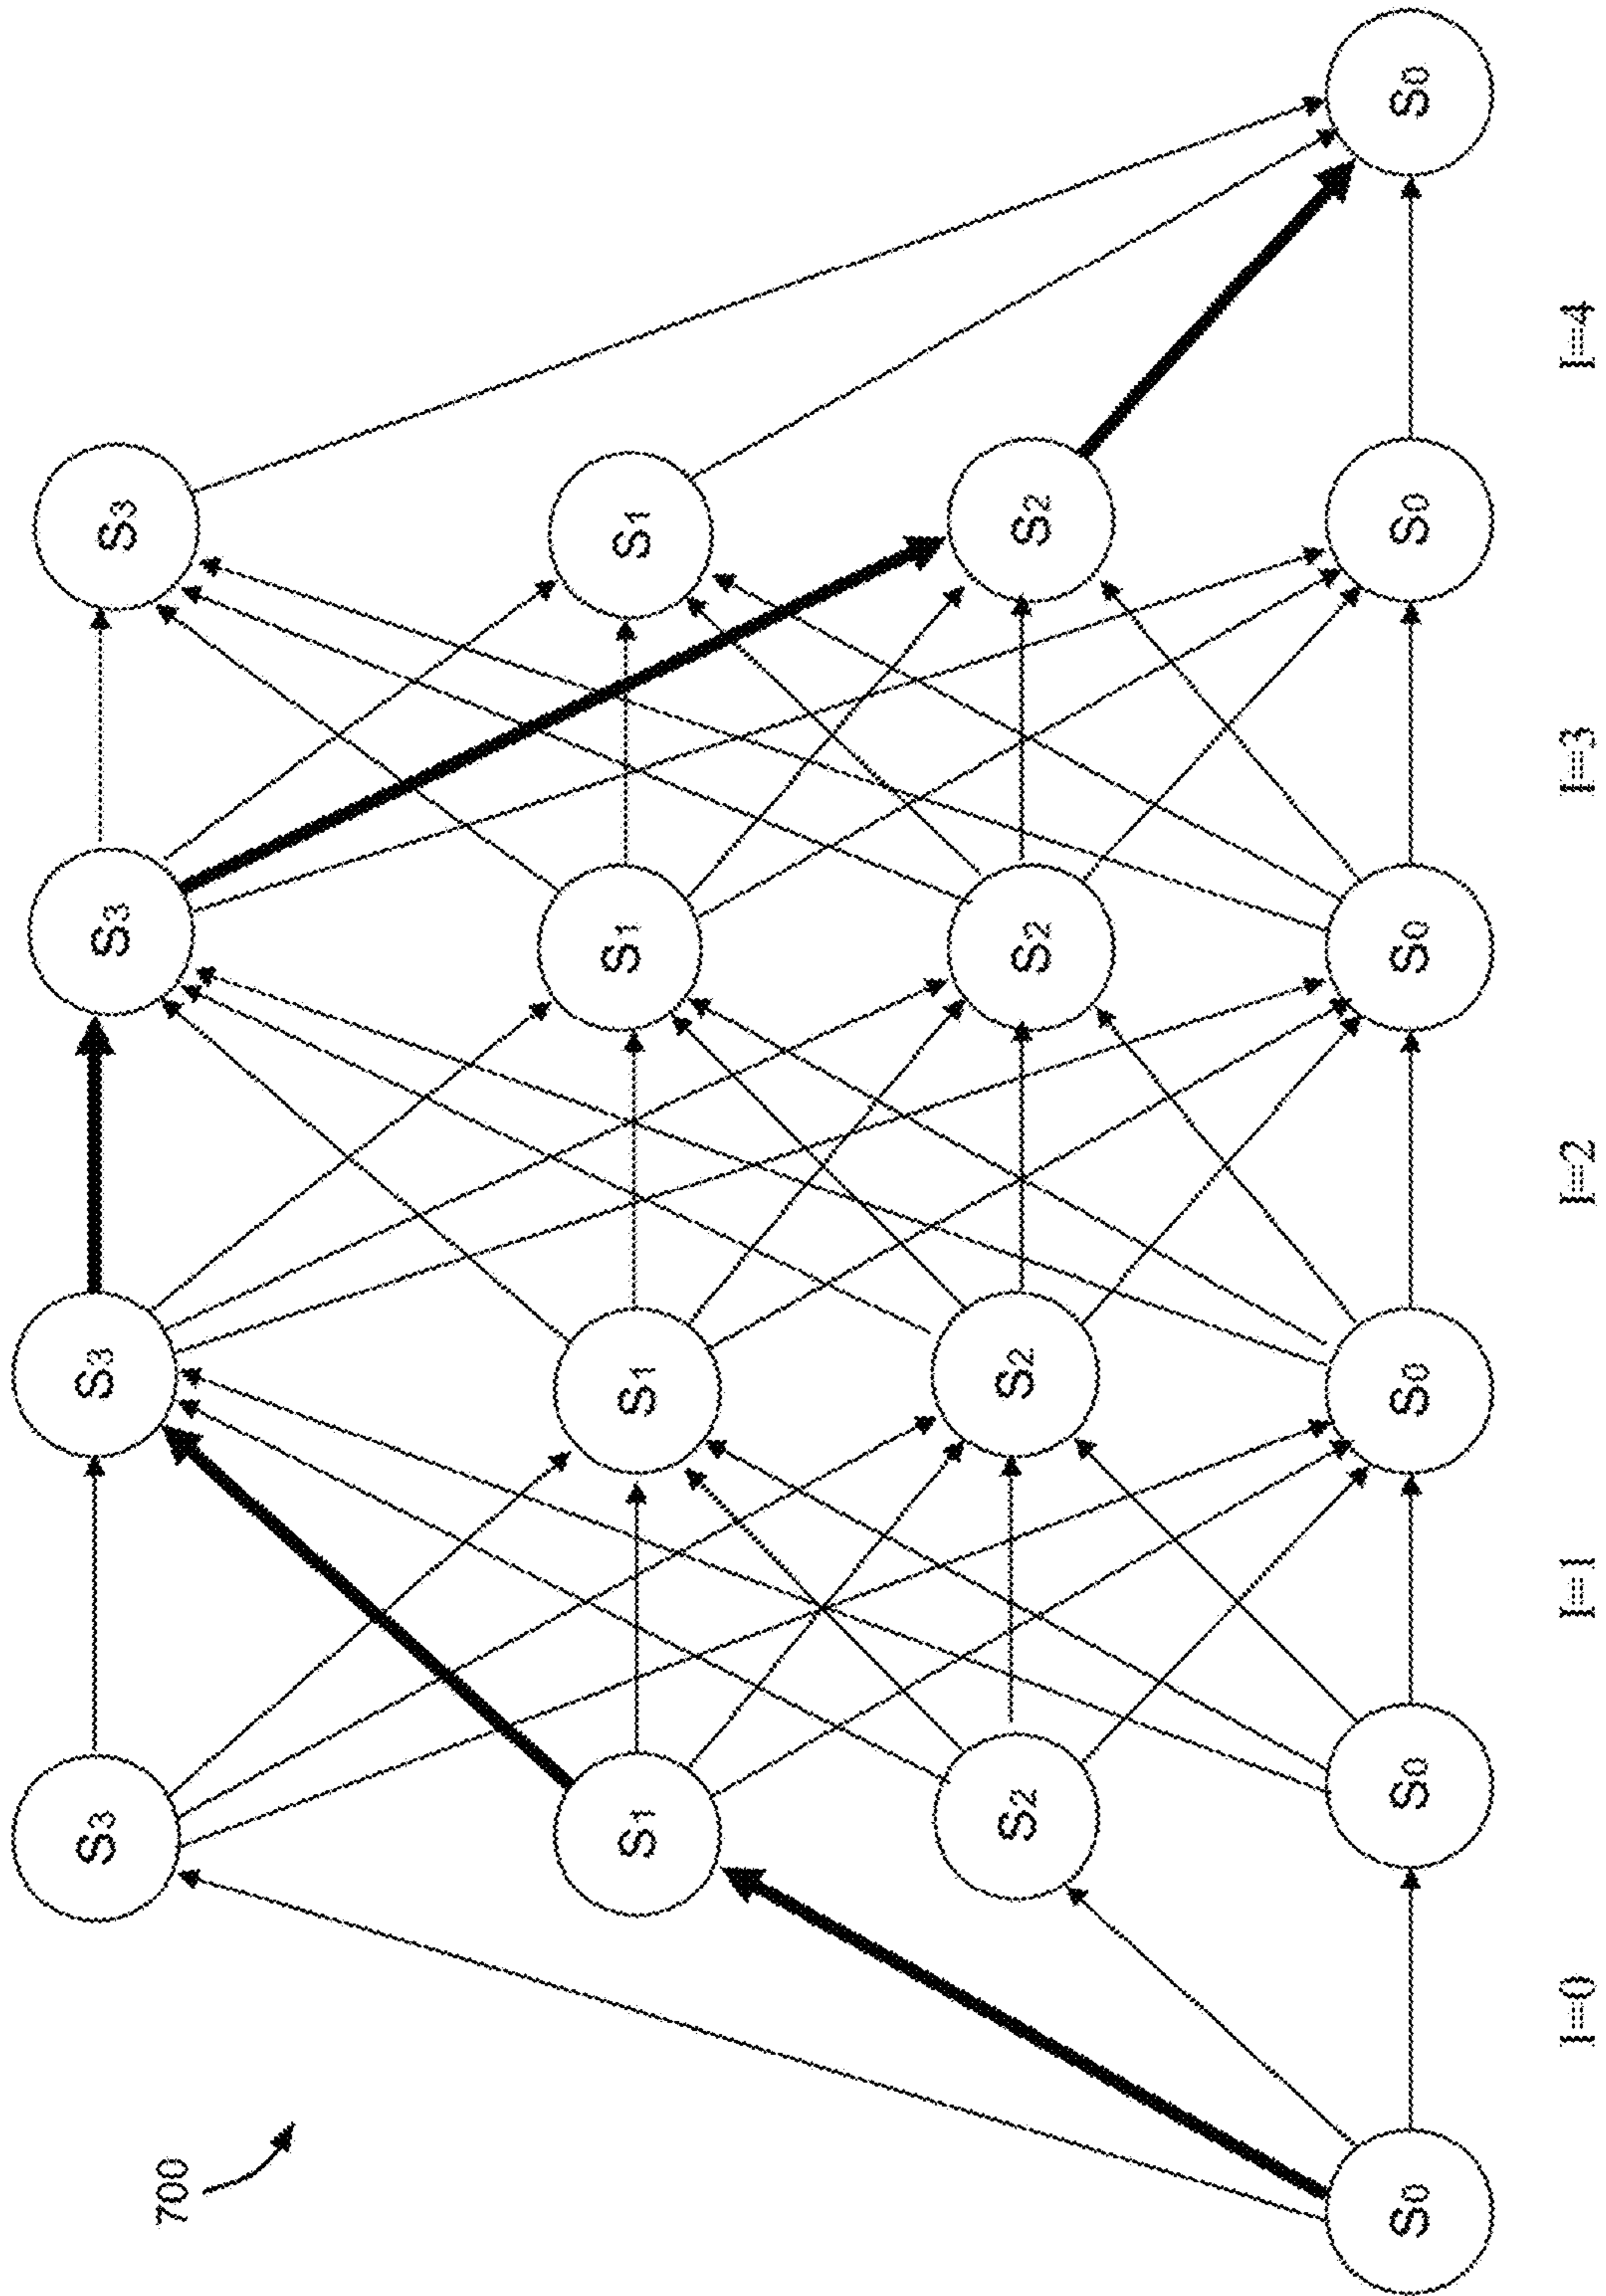 700
S3 S3 S3 S3
S1 S1 S1 S1
S2 S2 S2 S2
S0 S0 S0 S0 S0 S0
I=0 I=1 I=2 I=3 I=4